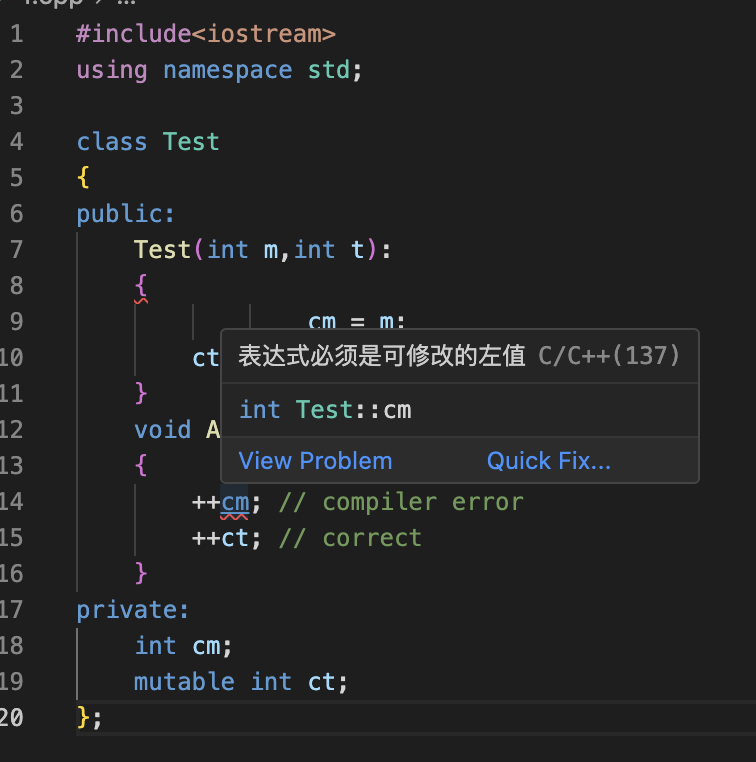 1 #include<iostream>
2 using namespace std;
3
4 class Test
5 {
6 public:
7 Test(int m,int t):
8 {
9 cm = m;
10 ct
表达式必须是可修改的左值 C/C++(137)
int Test::cm
View Problem Quick Fix...
11 }
12 void A
13 {
14 ++cm; // compiler error
15 ++ct; // correct
16 }
17 private:
18 int cm;
19 mutable int ct;
20 };